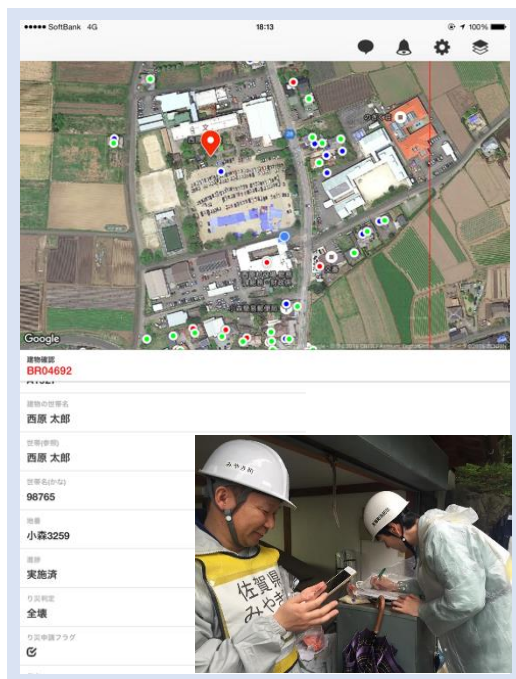 ●●●●● SoftBank 4G
18:13
100%
Google
建物確認
BR04692
建物の世帯名
西原 太郎
世帯(参照)
西原 太郎
世帯名(かな)
98765
地番
小森3259
進捗
実施済
り災判定
全壊
り災申請フラグ
みやき町
佐賀県
みやき